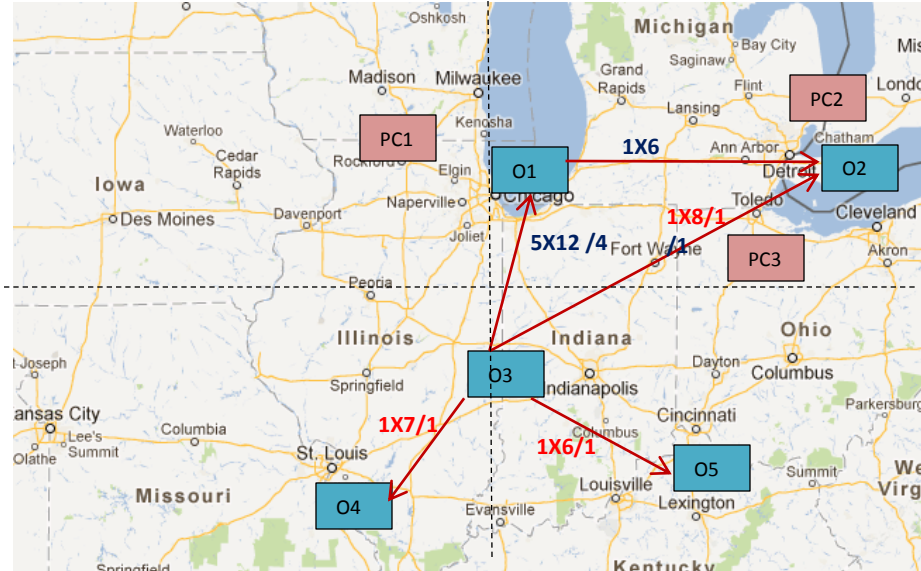 Oshkosh
Michigan
Bay City
Saginaw
Madison
Milwaukee
Grand
Rapids
Flint
Lansing
PC2
London
Waterloo
PC1
Kenosha
Chatham
Cedar
Rapids
Rockford
Elgin
O1
1X6
Ann Arbor
Detroit
O2
Iowa
Naperville
Chicago
Toledo
Des Moines
Davenport
Joliet
5X12 /4
1X8/1
/1
Fort Wayne
Cleveland
Akron
PC3
Peoria
Illinois
Indiana
Ohio
t Joseph
Springfield
O3
Indianapolis
Dayton
Columbus
ansas City
Lee's
Summit
Olathe
Columbia
1X7/1
1X6/1
Columbus
Cincinnati
Parkersburg
St. Louis
O5
Summit
We
Virg
Missouri
O4
Evansville
Louisville
Lexington
Springfield
Kentucky